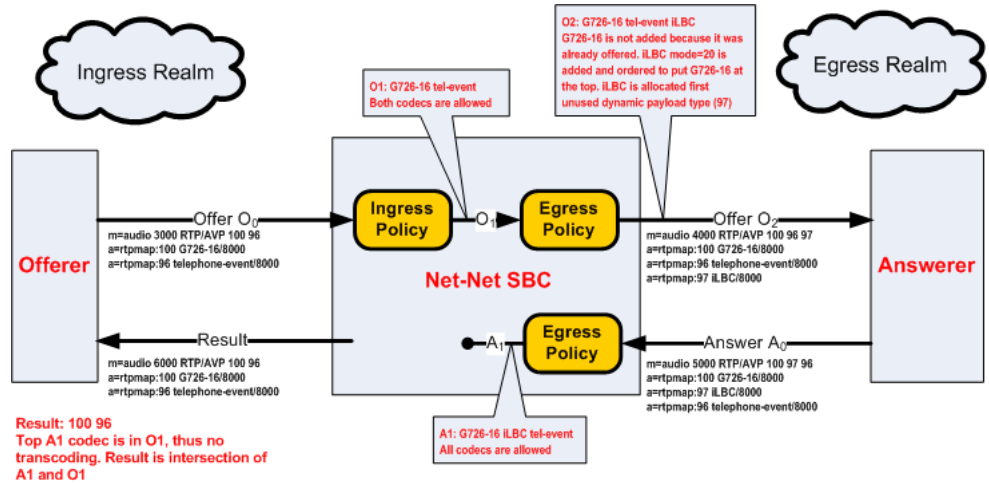 Ingress Realm
O2: G726-16 tel-event iLBC
G726-16 is not added because it was
already offered. iLBC mode=20 is
added and ordered to put G726-16 at
the top. iLBC is allocated first
unused dynamic payload type (97)
Egress Realm
O1: G726-16 tel-event
Both codecs are allowed
Offerer
Offer O0
m=audio 3000 RTP/AVP 100 96
a=rtpmap:100 G726-16/8000
a=rtpmap:96 telephone-event/8000
Ingress
Policy
O1
Egress
Policy
Net-Net SBC
Offer O2
m=audio 4000 RTP/AVP 100 96 97
a=rtpmap:100 G726-16/8000
a=rtpmap:96 telephone-event/8000
a=rtpmap:97 iLBC/8000
Answerer
Result
m=audio 6000 RTP/AVP 100 96
a=rtpmap:100 G726-16/8000
a=rtpmap:96 telephone-event/8000
A1
Egress
Policy
Answer A0
m=audio 5000 RTP/AVP 100 97 96
a=rtpmap:100 G726-16/8000
a=rtpmap:97 iLBC/8000
a=rtpmap:96 telephone-event/8000
Result: 100 96
Top A1 codec is in O1, thus no
transcoding. Result is intersection of
A1 and O1
A1: G726-16 iLBC tel-event
All codecs are allowed